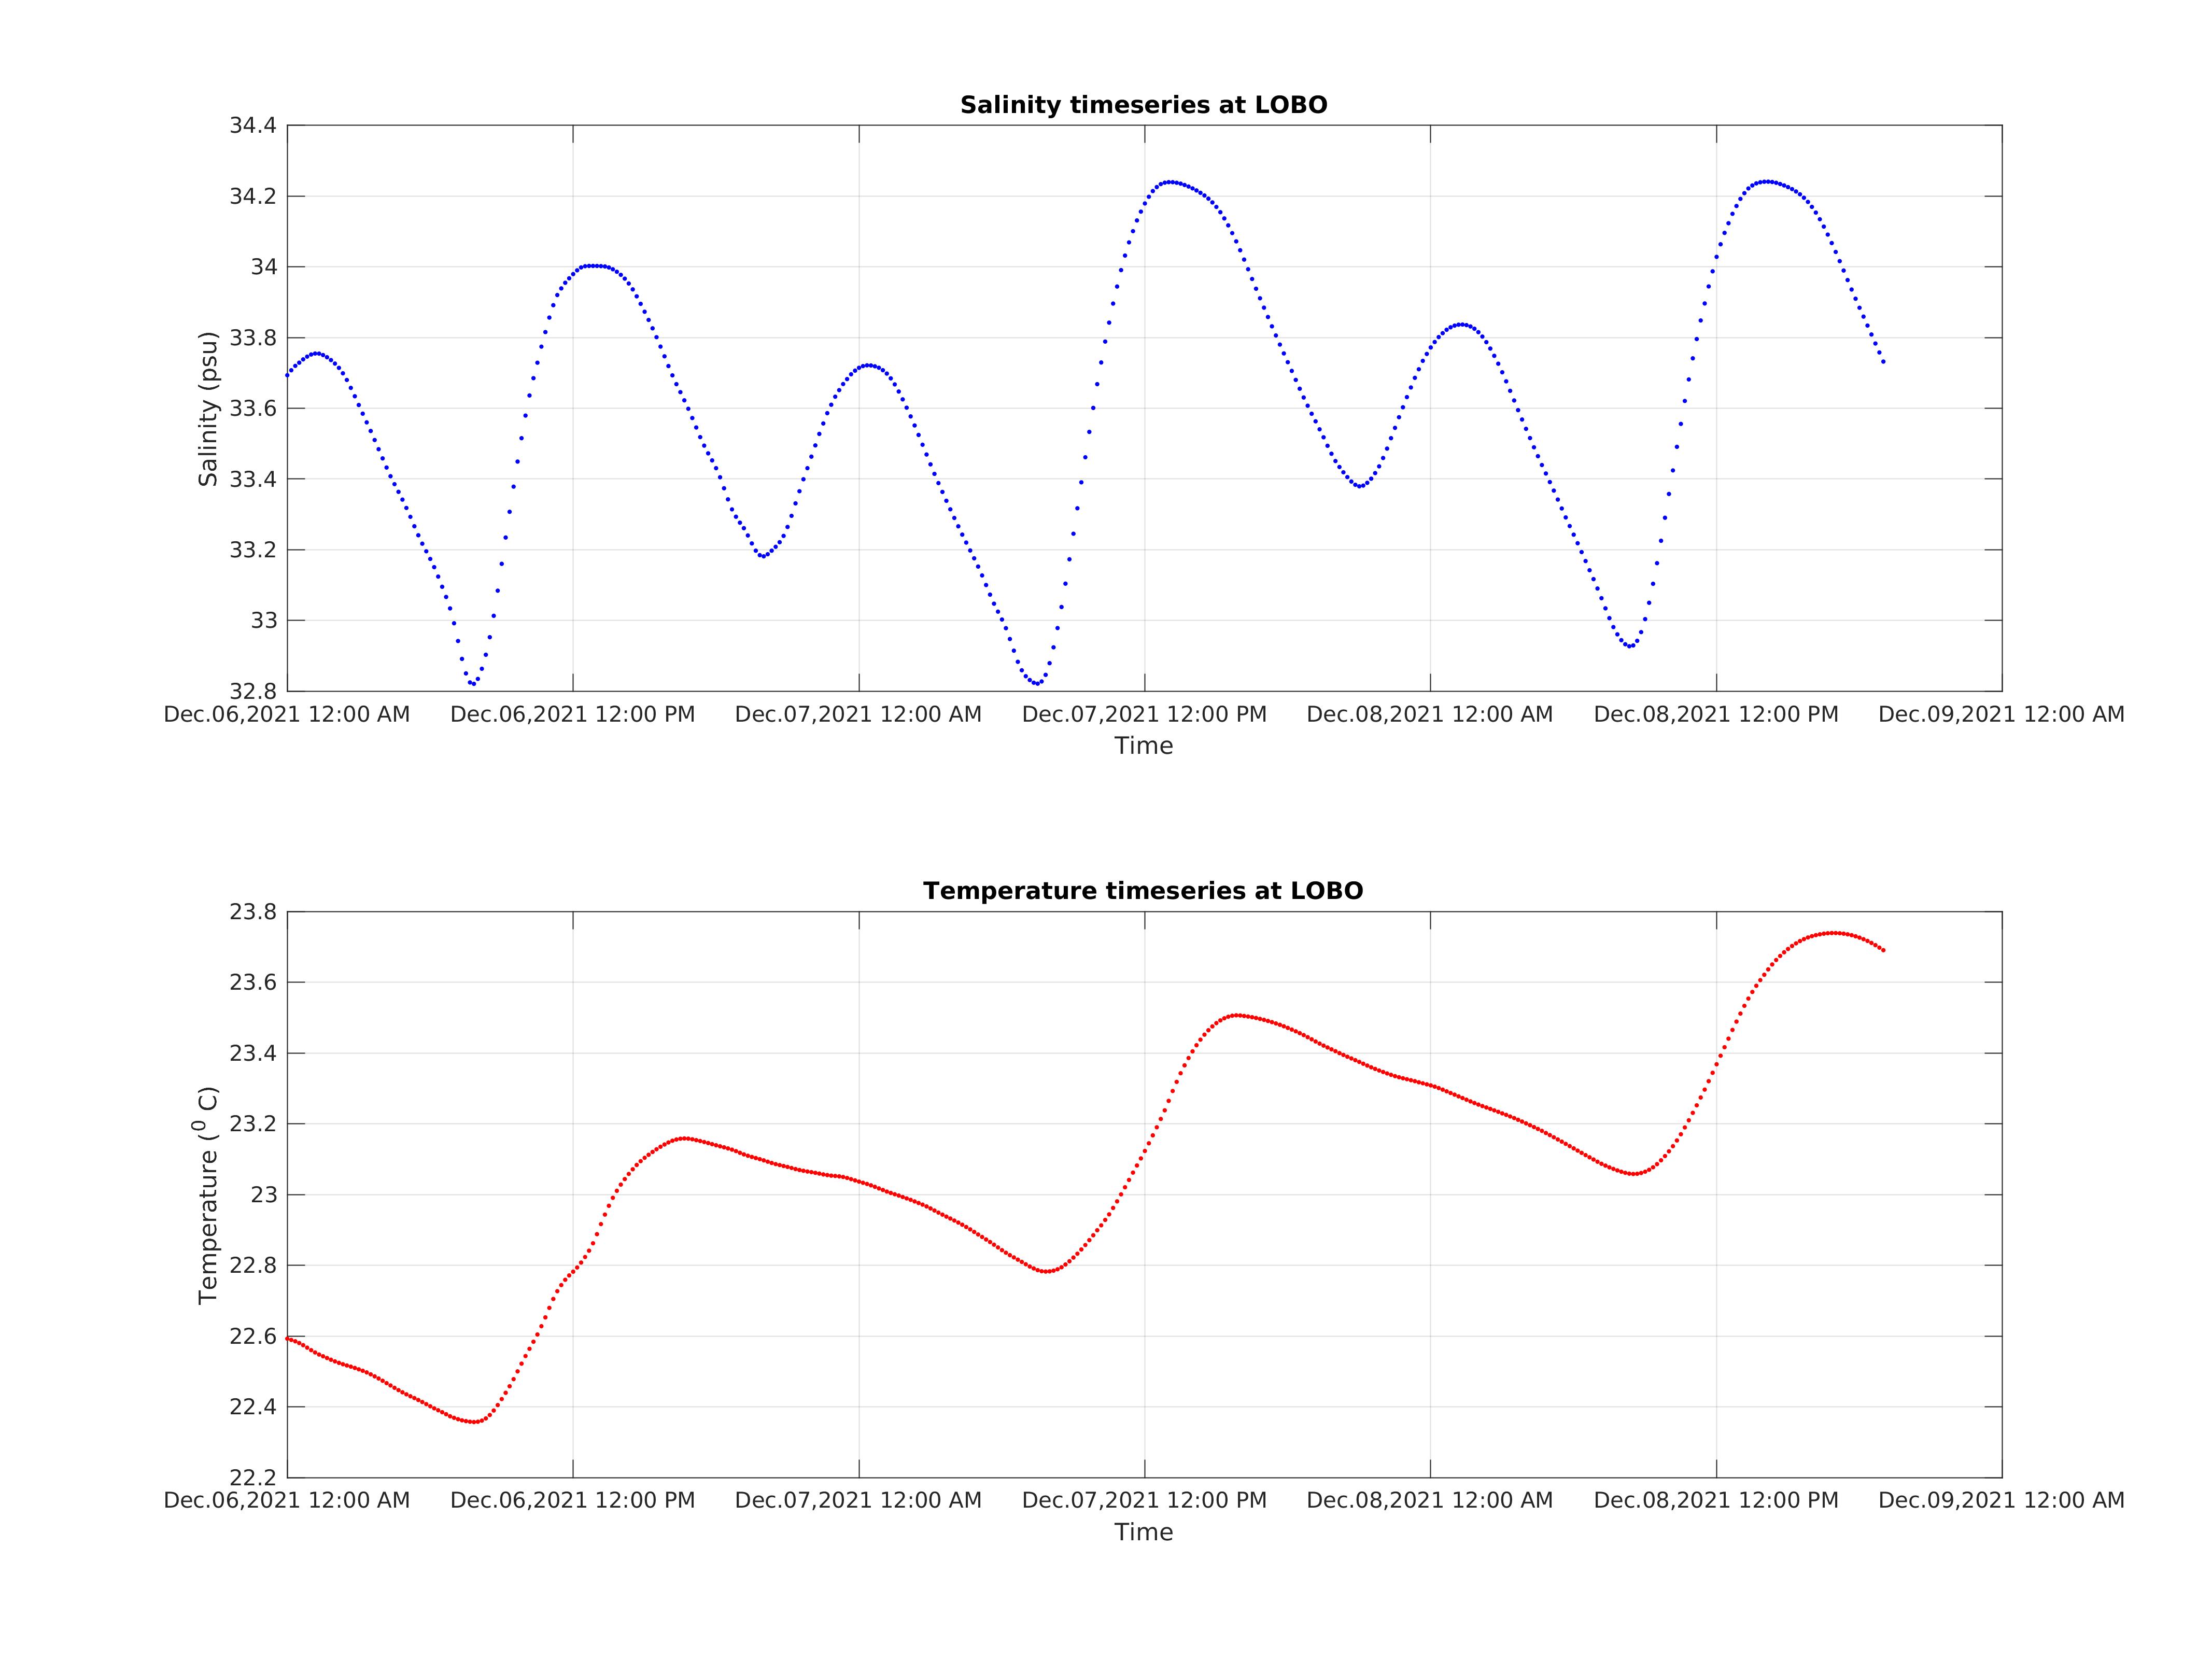 Salinity timeseries at LOBO
34.4
34.2
34
33.8
33.6
33.4
33.2
33
32.8
Salinity (psu)
Dec.06,2021 12:00 AM Dec.06,2021 12:00 PM Dec.07,2021 12:00 AM Dec.07,2021 12:00 PM Dec.08,2021 12:00 AM Dec.08,2021 12:00 PM Dec.09,2021 12:00 AM
Time
Temperature timeseries at LOBO
23.8
23.6
23.4
23.2
23
22.8
22.6
22.4
22.2
Temperature (⁰ C)
Dec.06,2021 12:00 AM Dec.06,2021 12:00 PM Dec.07,2021 12:00 AM Dec.07,2021 12:00 PM Dec.08,2021 12:00 AM Dec.08,2021 12:00 PM Dec.09,2021 12:00 AM
Time